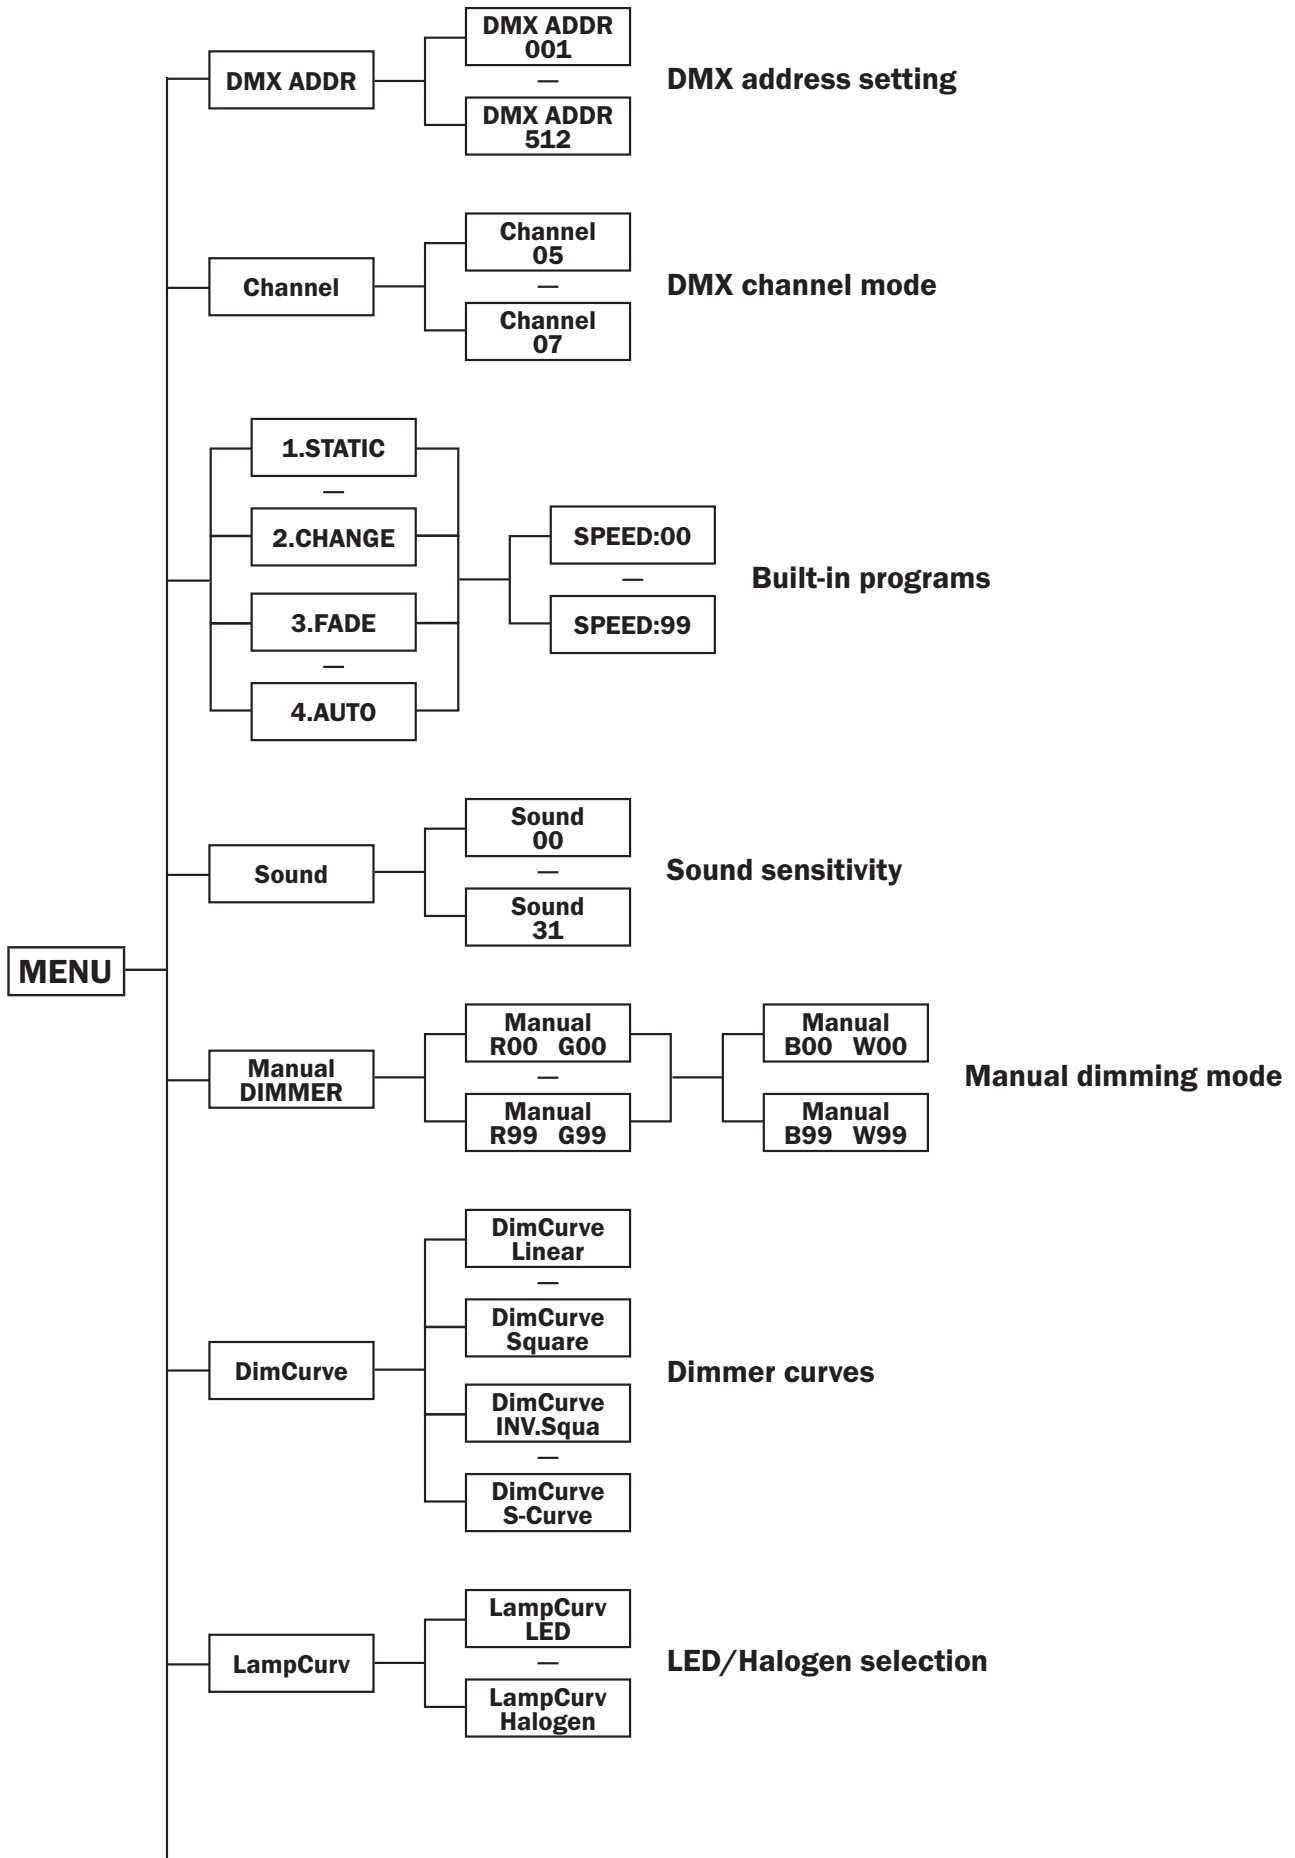 DMX ADDR
DMX ADDR
001
—
DMX ADDR
512
DMX address setting
Channel
Channel
05
—
Channel
07
DMX channel mode
1.STATIC
—
2.CHANGE
3.FADE
—
4.AUTO
SPEED:00
—
SPEED:99
Built-in programs
Sound
Sound
00
—
Sound
31
Sound sensitivity
MENU
Manual
DIMMER
Manual
R00 G00
—
Manual
R99 G99
Manual
B00 W00
Manual
B99 W99
Manual dimming mode
DimCurve
DimCurve
Linear
—
DimCurve
Square
DimCurve
INV.Squa
—
DimCurve
S-Curve
Dimmer curves
LampCurv
LampCurv
LED
—
LampCurv
Halogen
LED/Halogen selection